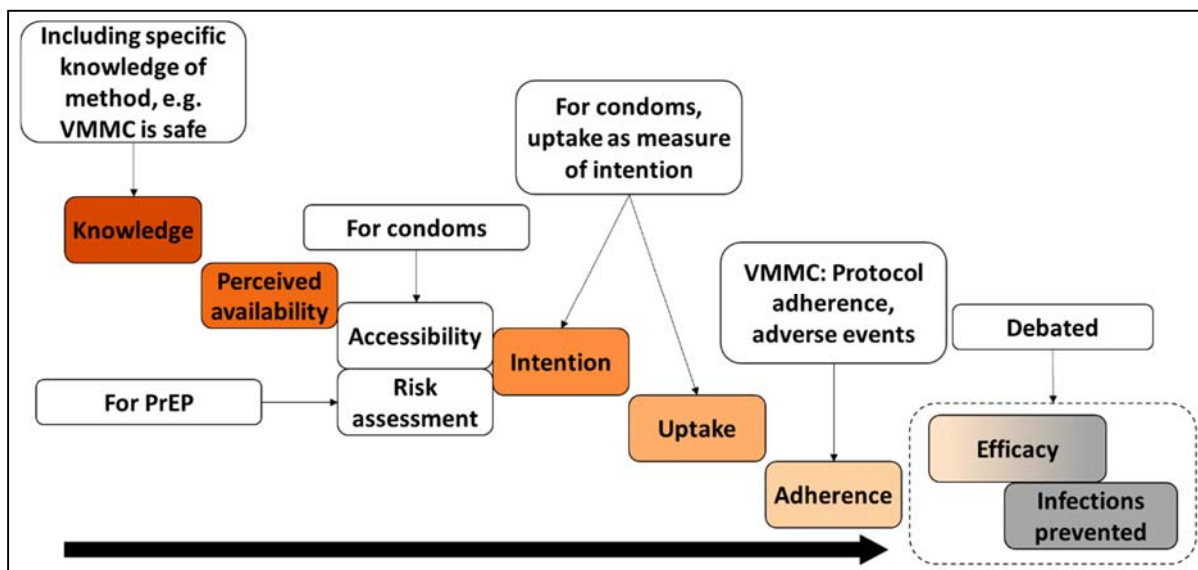 Including specific
knowledge of
method, e.g.
VMMC is safe
For condoms,
uptake as measure
of intention
Knowledge
For condoms
Perceived
availability
VMMC: Protocol
adherence,
adverse events
Debated
Accessibility
Intention
For PrEP
Risk
assessment
Uptake
Efficacy
Adherence
Infections
prevented